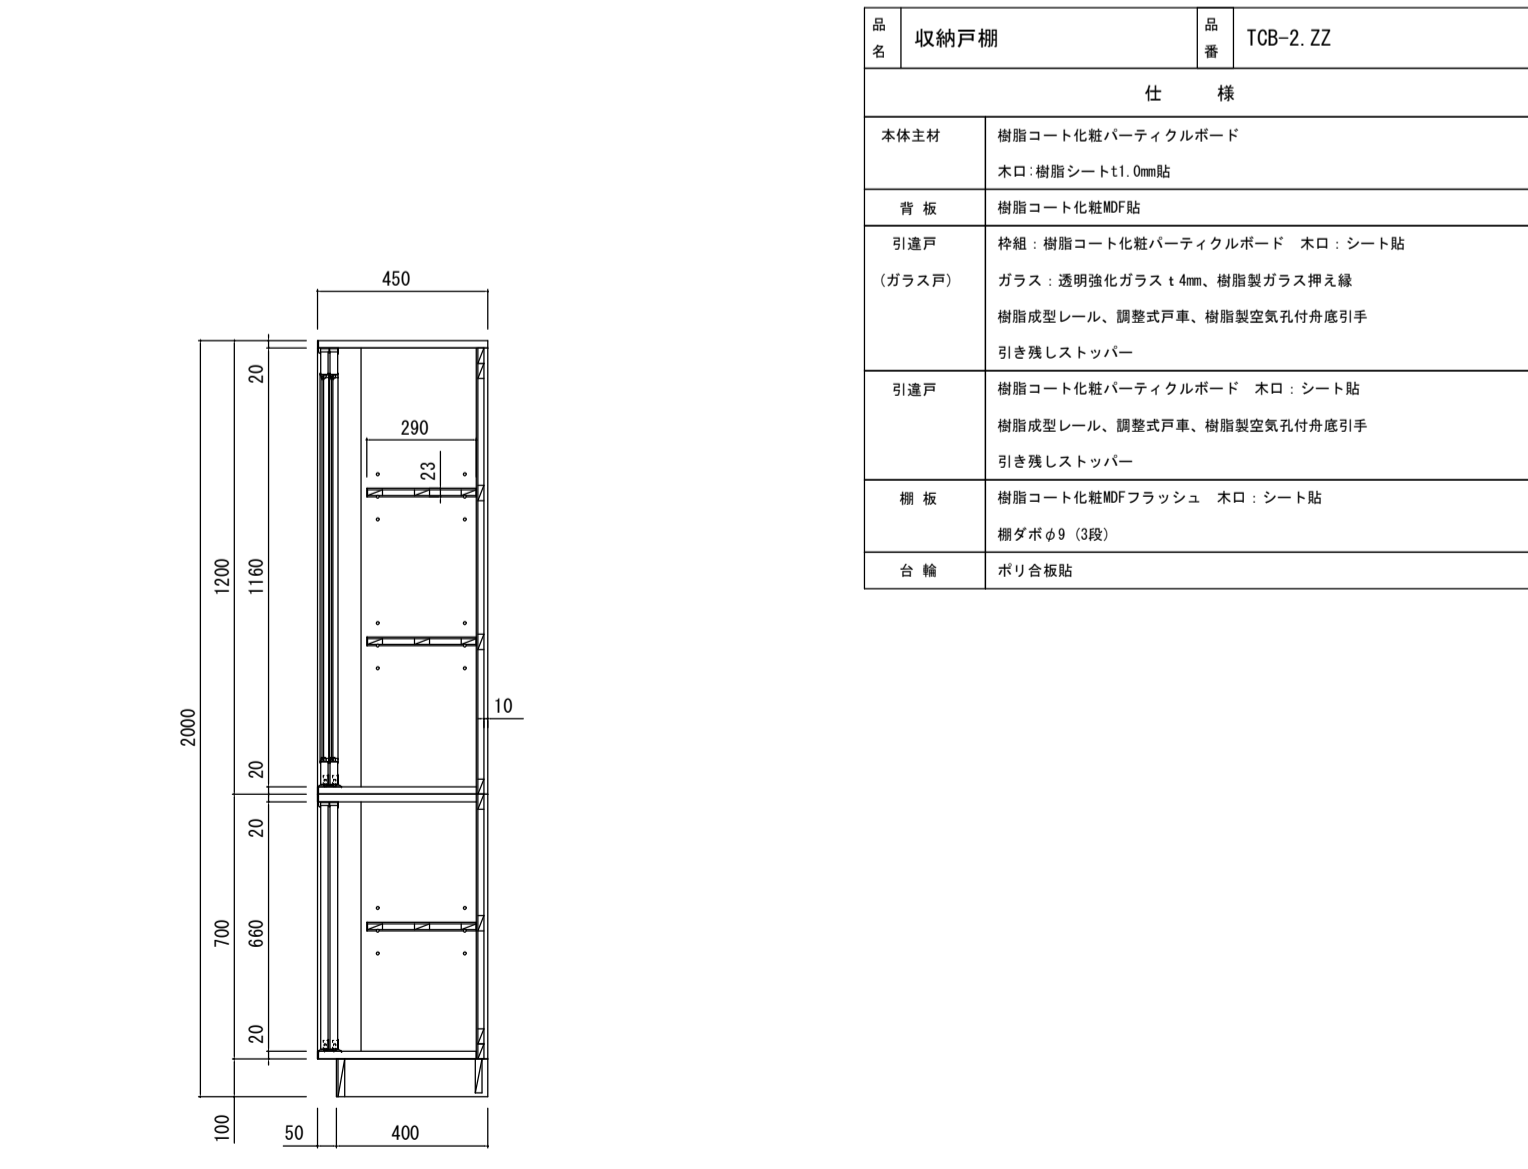 品名 収納戸棚 品番 TCB-2.ZZ
仕 様
本体主材 樹脂コート化粧パーティクルボード
木口:樹脂シートt1.0mm貼
背 板 樹脂コート化粧MDF貼
引違戸 枠組：樹脂コート化粧パーティクルボード 木口：シート貼
(ガラス戸) ガラス：透明強化ガラスｔ4mm、樹脂製ガラス押え縁
樹脂成型レール、調整式戸車、樹脂製空気孔付舟底引手
引き残しストッパー
引違戸 樹脂コート化粧パーティクルボード 木口：シート貼
樹脂成型レール、調整式戸車、樹脂製空気孔付舟底引手
引き残しストッパー
棚 板 樹脂コート化粧MDFフラッシュ 木口：シート貼
棚ダボφ9 (3段)
台 輪 ポリ合板貼
450
20
290
23
1200
1160
10
2000
20
20
700
660
20
100
50
400